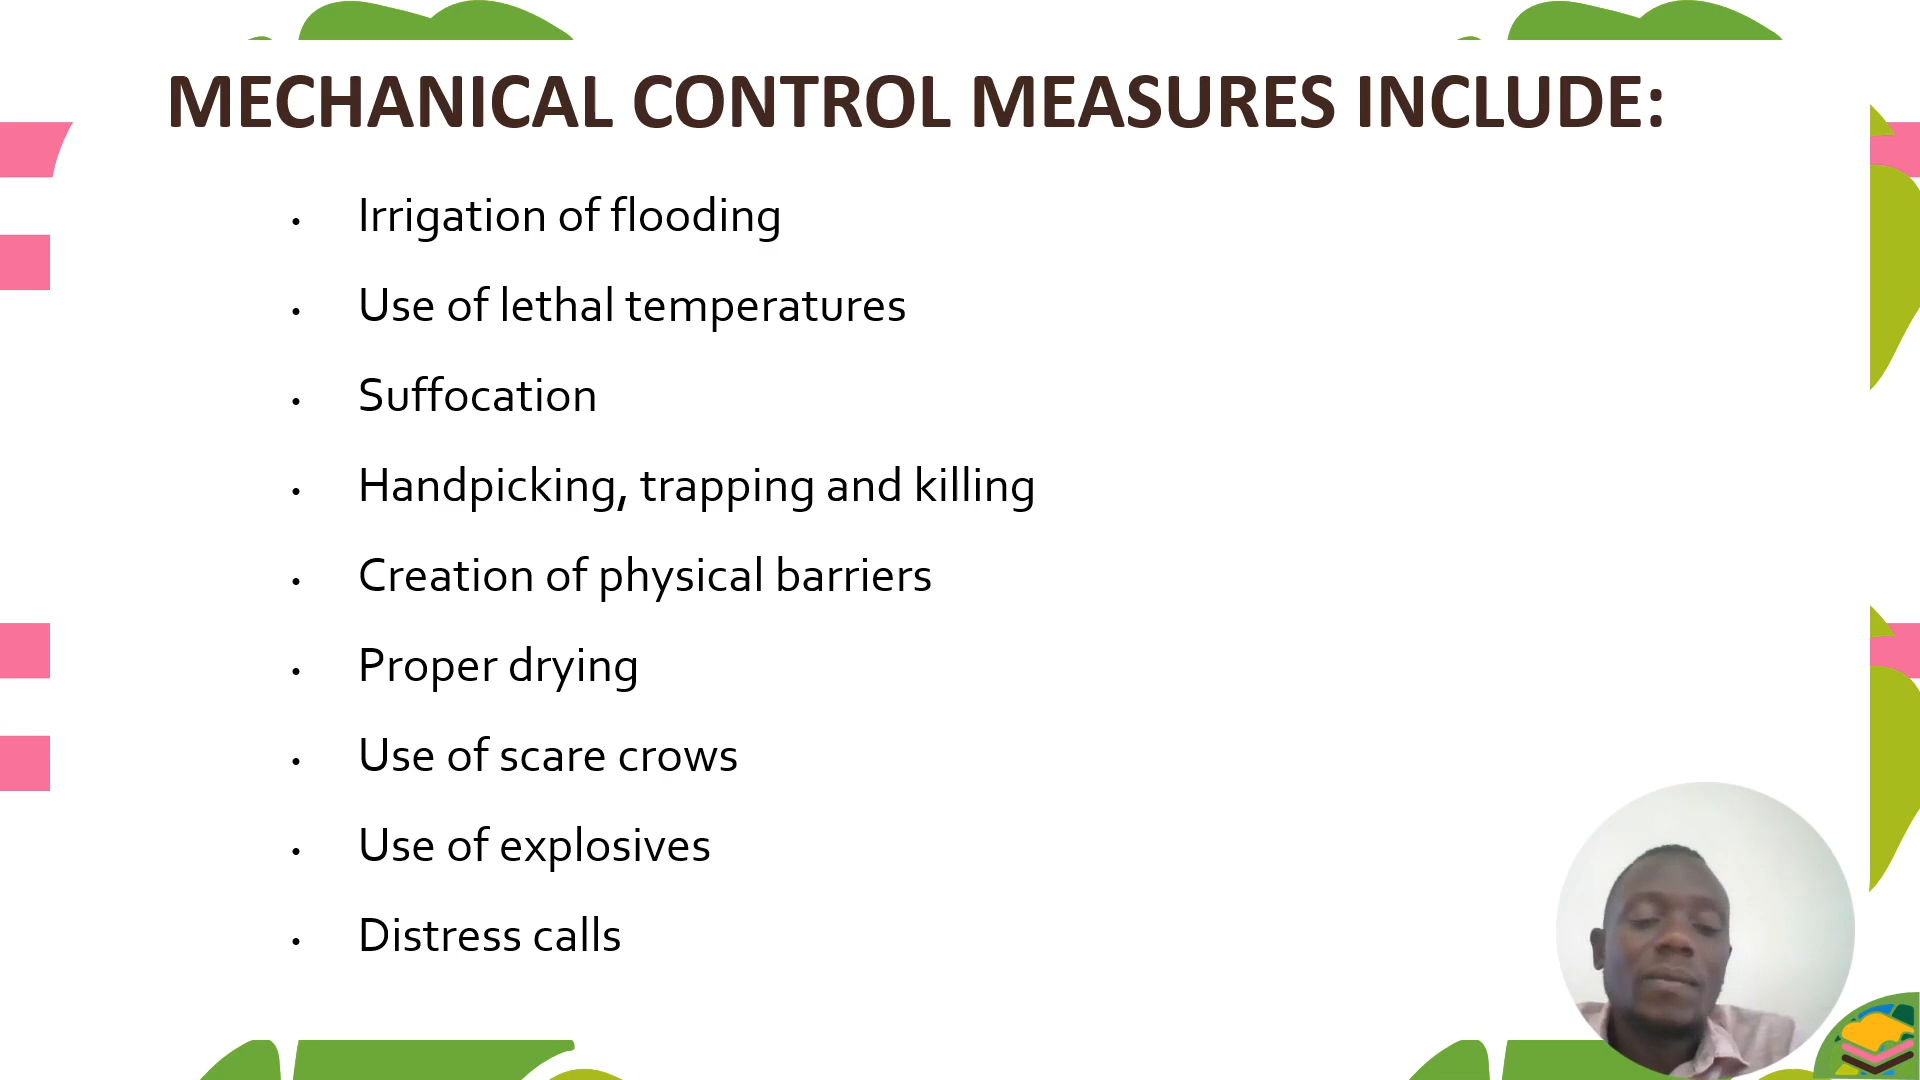 MECHANICAL CONTROL MEASURES INCLUDE:
• Irrigation of flooding
• Use of lethal temperatures
• Suffocation
• Handpicking, trapping and killing
• Creation of physical barriers
• Proper drying
• Use of scare crows
• Use of explosives
• Distress calls